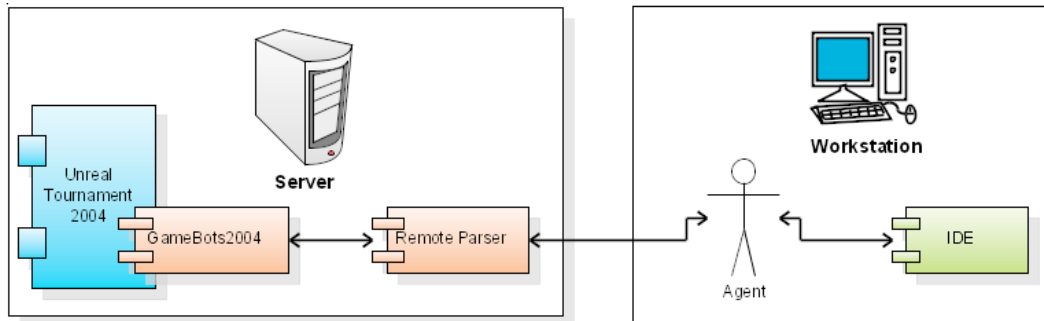 Server
Unreal
Tournament
2004
GameBots2004
Remote Parser
Workstation
Agent
IDE